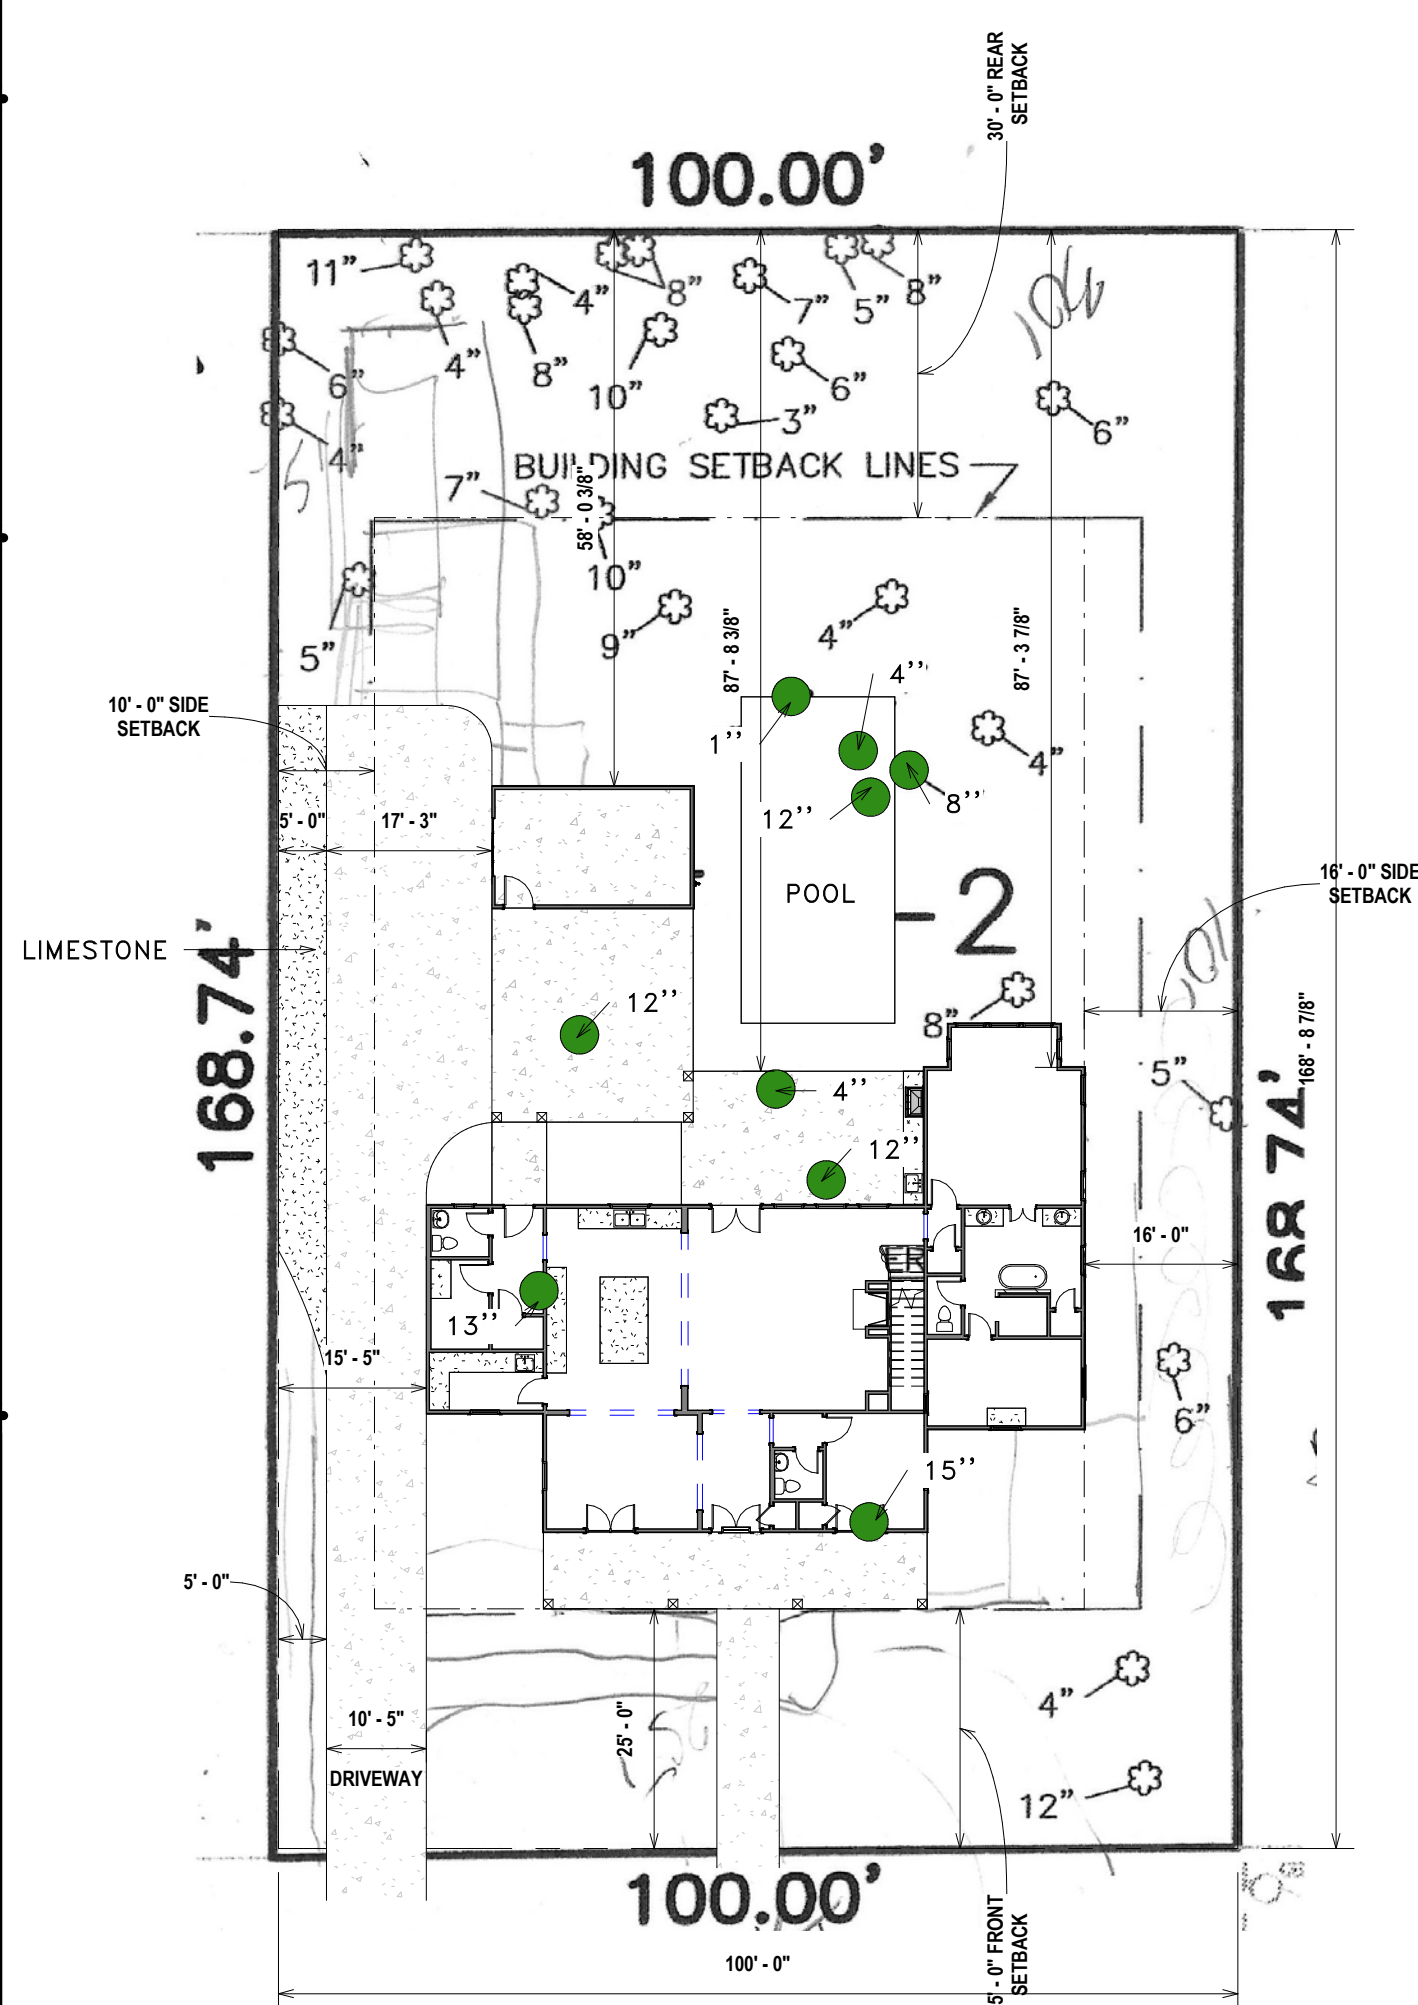 30' - 0" REAR
SETBACK
100.00'
11"
4"
8"
7"
5"
8"
6"
4"
8"
10"
6"
3"
6"
4"
BUILDING SETBACK LINES
7"
58' - 0 3/8"
10"
9"
4"
5"
87' - 8 3/8"
87' - 3 7/8"
10' - 0" SIDE
SETBACK
4''
1''
4"
8''
12''
5' - 0"
17' - 3"
POOL
-2
16' - 0" SIDE
SETBACK
LIMESTONE
168.74'
12''
8"
168' - 8 7/8"
5"
4''
12''
168.74'
16' - 0"
ER
13''
15' - 5"
6"
15''
5' - 0"
4"
25' - 0"
10' - 5"
DRIVEWAY
12"
100.00'
5' - 0" FRONT
SETBACK
100' - 0"